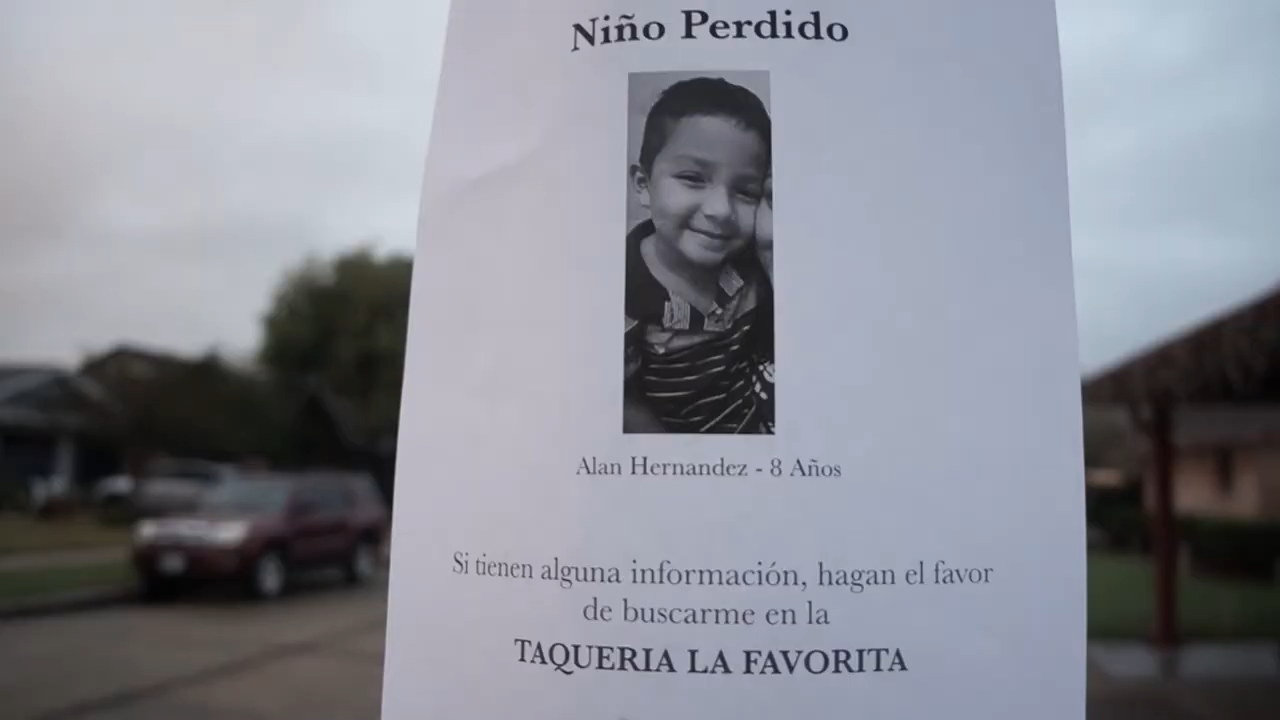 Niño Perdido
Alan Hernandez - 8 Años
Si tienen alguna información, hagan el favor
de buscarme en la
TAQUERIA LA FAVORITA